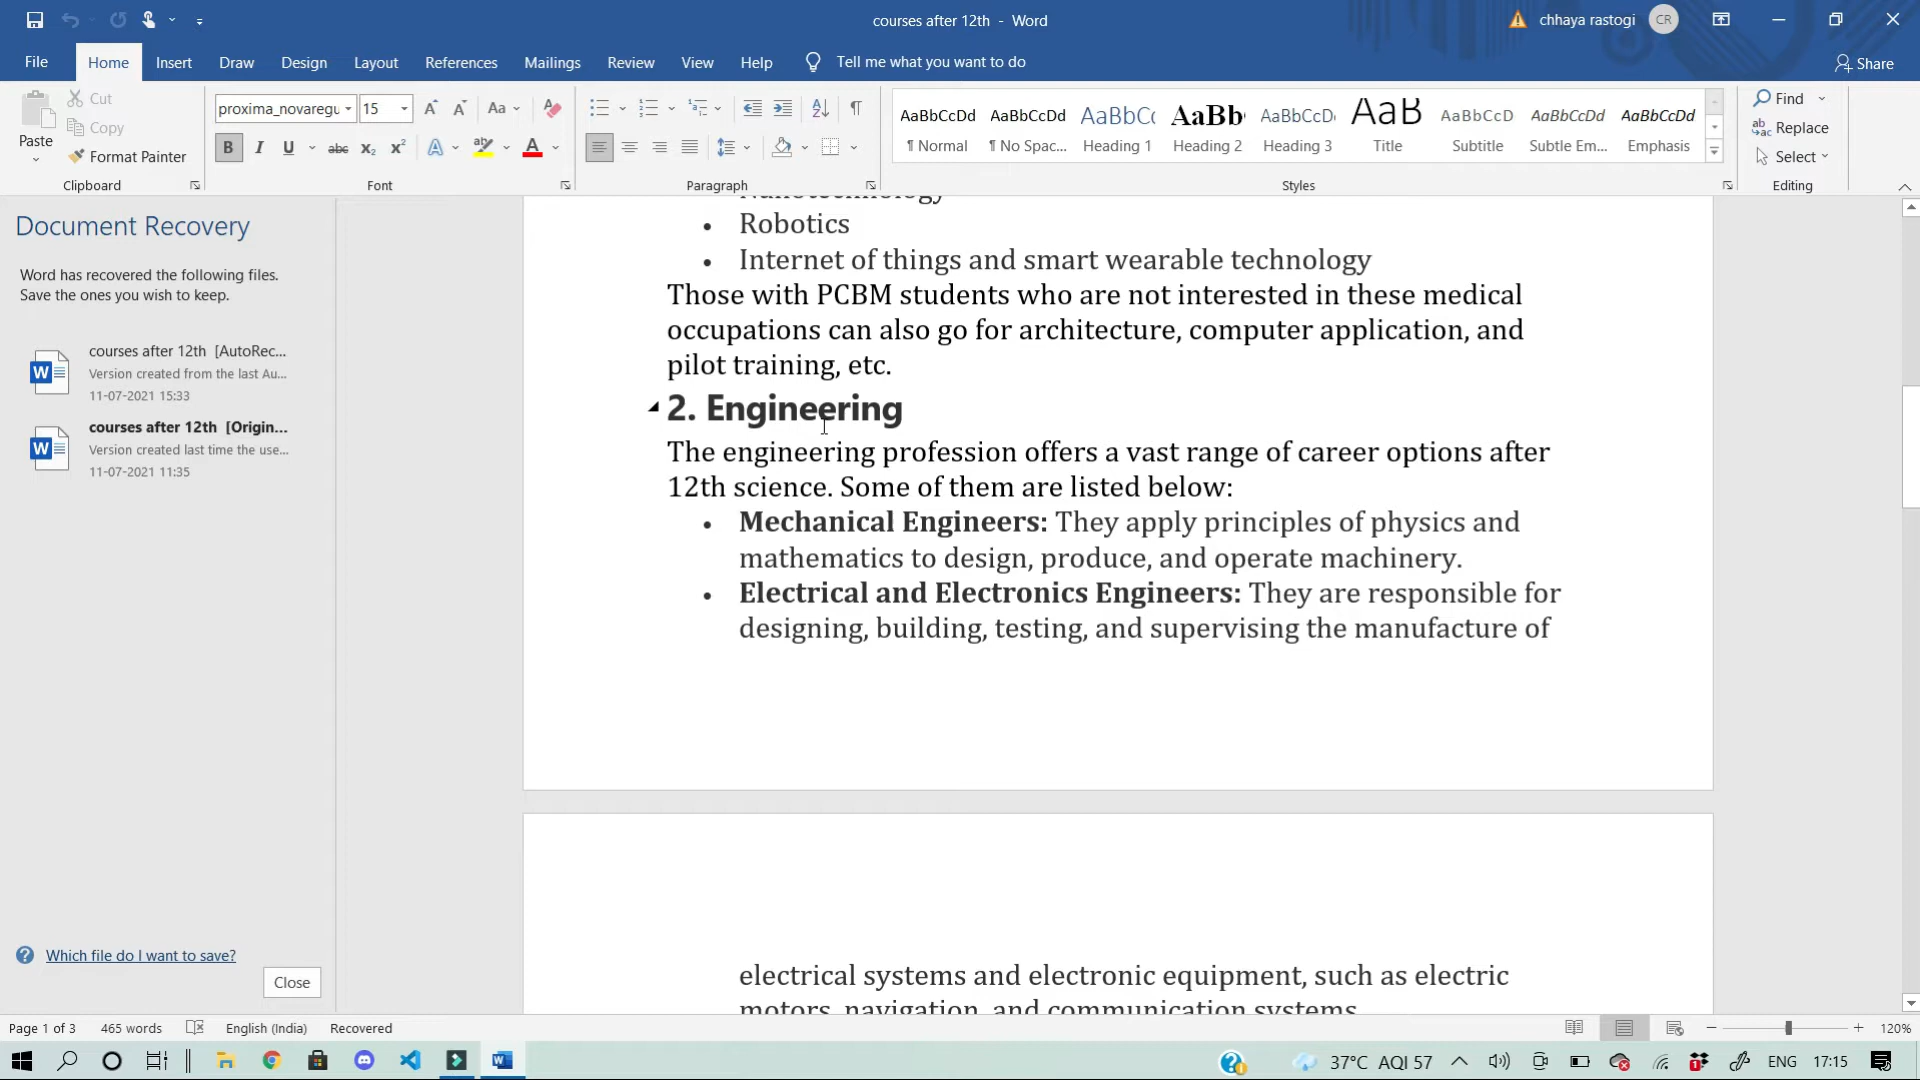 courses after 12th - Word
chhaya rastogi
CR
File Home Insert Draw Design Layout References Mailings Review View Help Tell me what you want to do
Share
Paste
Cut
Copy
Format Painter
Clipboard
proxima_novaregu 15
Font
Paragraph
AaBbCcDd AaBbCcDd AaBbCc AaBb AaBbCcD AaB AaBbCcD AaBbCcDd AaBbCcDd
¶ Normal ¶ No Spac... Heading 1 Heading 2 Heading 3 Title Subtitle Subtle Em... Emphasis
Styles
Find
Replace
Select
Editing
Document Recovery
Word has recovered the following files.
Save the ones you wish to keep.
courses after 12th [AutoRec...
Version created from the last Au...
11-07-2021 15:33
courses after 12th [Origin...
Version created last time the use...
11-07-2021 11:35
Which file do I want to save?
Close
Nanotechnology
• Robotics
• Internet of things and smart wearable technology
Those with PCBM students who are not interested in these medical
occupations can also go for architecture, computer application, and
pilot training, etc.
2. Engineering
The engineering profession offers a vast range of career options after
12th science. Some of them are listed below:
• Mechanical Engineers: They apply principles of physics and
mathematics to design, produce, and operate machinery.
• Electrical and Electronics Engineers: They are responsible for
designing, building, testing, and supervising the manufacture of
electrical systems and electronic equipment, such as electric
motors, navigation, and communication systems.
Page 1 of 3 465 words English (India) Recovered
120%
37°C AQI 57 ENG 17:15